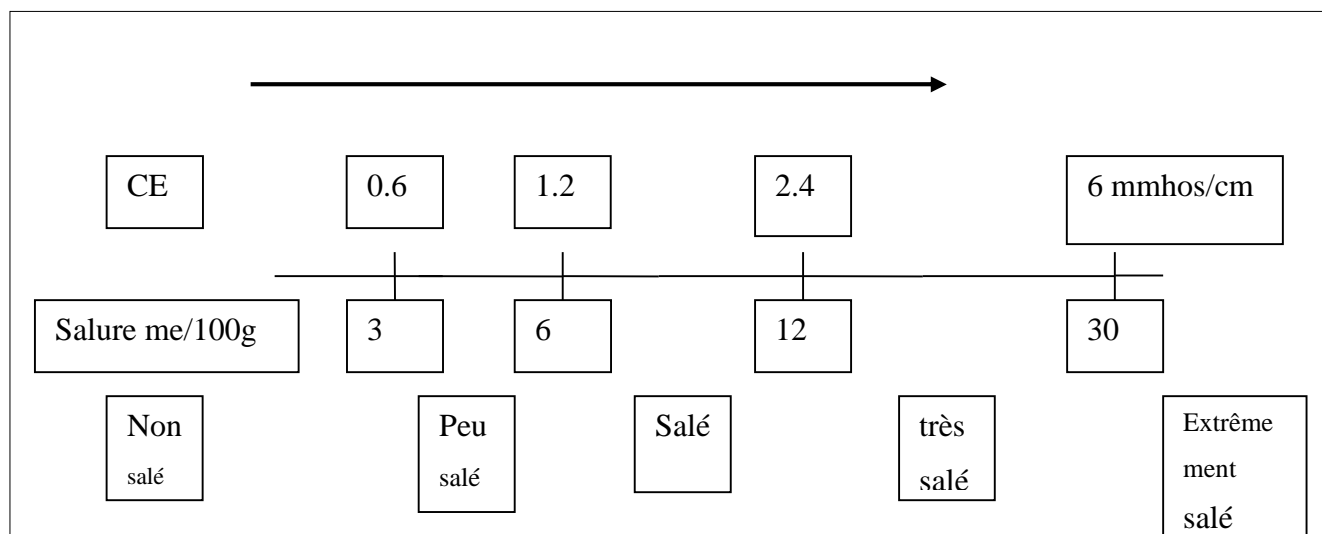 CE
0.6
1.2
2.4
6 mmhos/cm
Salure me/100g
3
6
12
30
Non
salé
Peu
salé
Salé
très
salé
Extrême
ment
salé